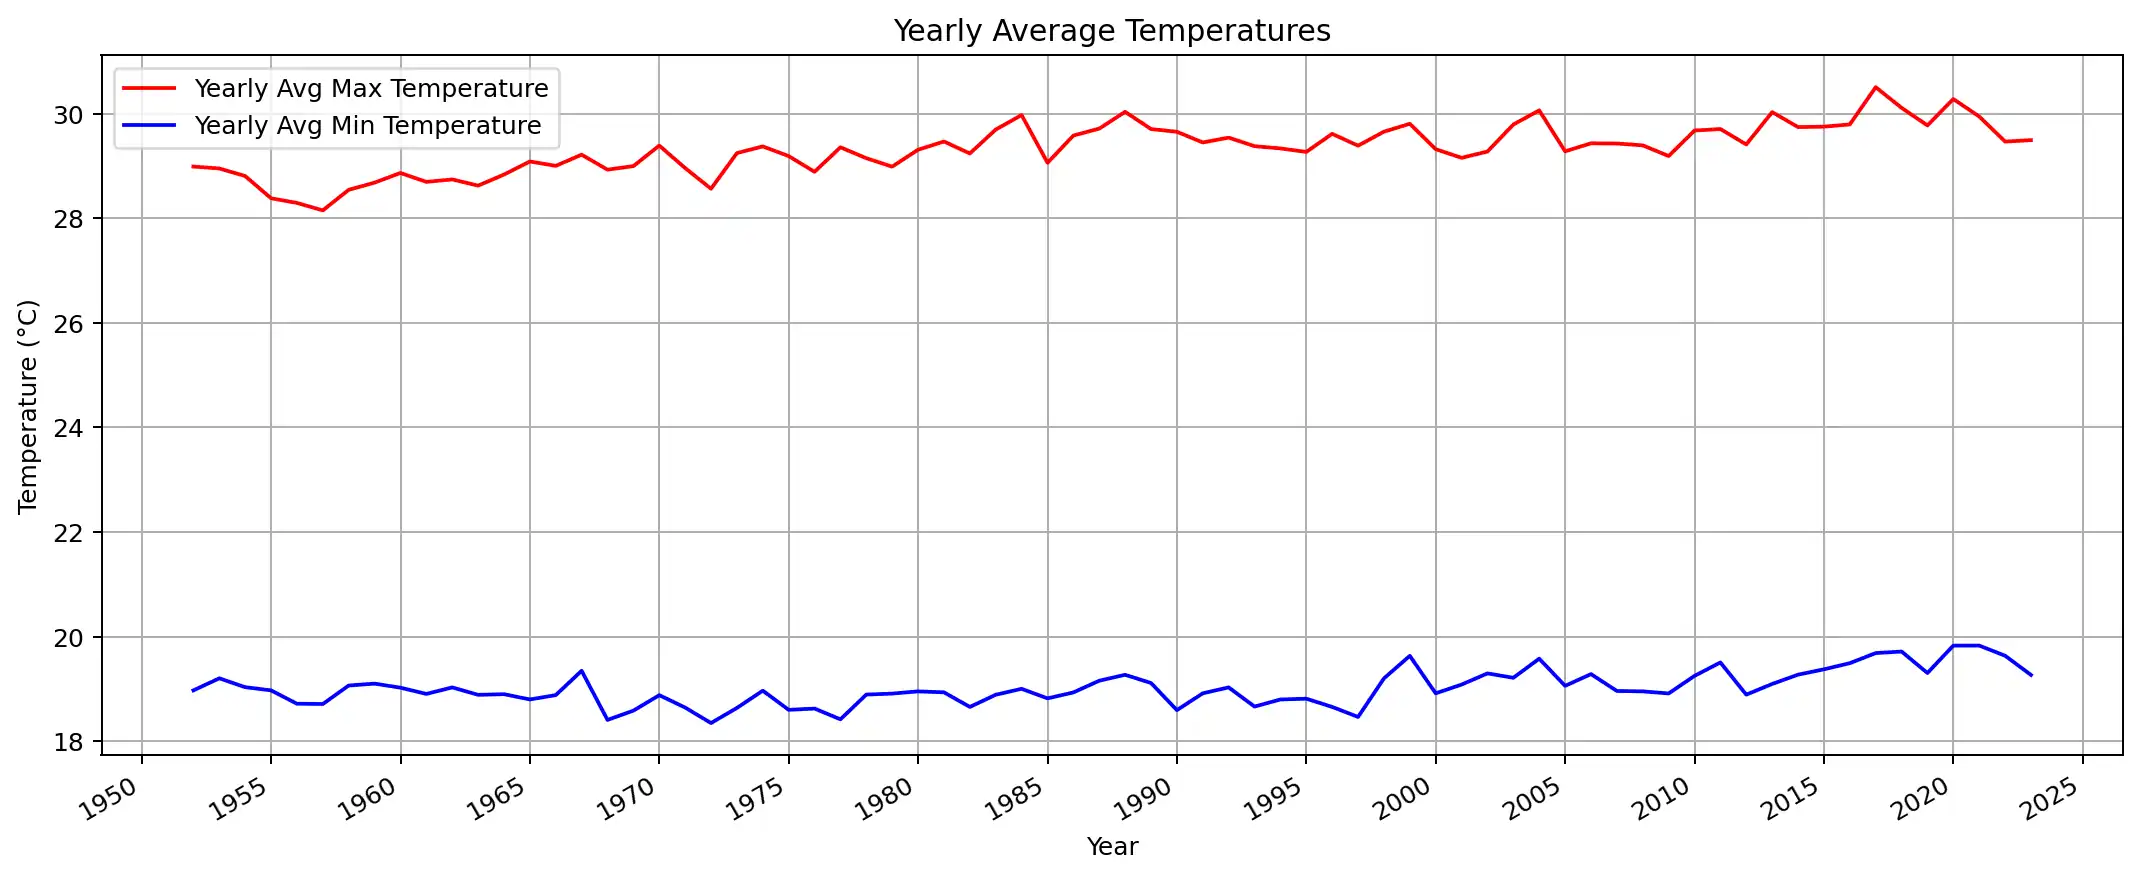 Yearly Average Temperatures
Yearly Avg Max Temperature
Yearly Avg Min Temperature
Temperature (°C)
30
28
26
24
22
20
18
1950 1955 1960 1965 1970 1975 1980 1985 1990 1995 2000 2005 2010 2015 2020 2025
Year